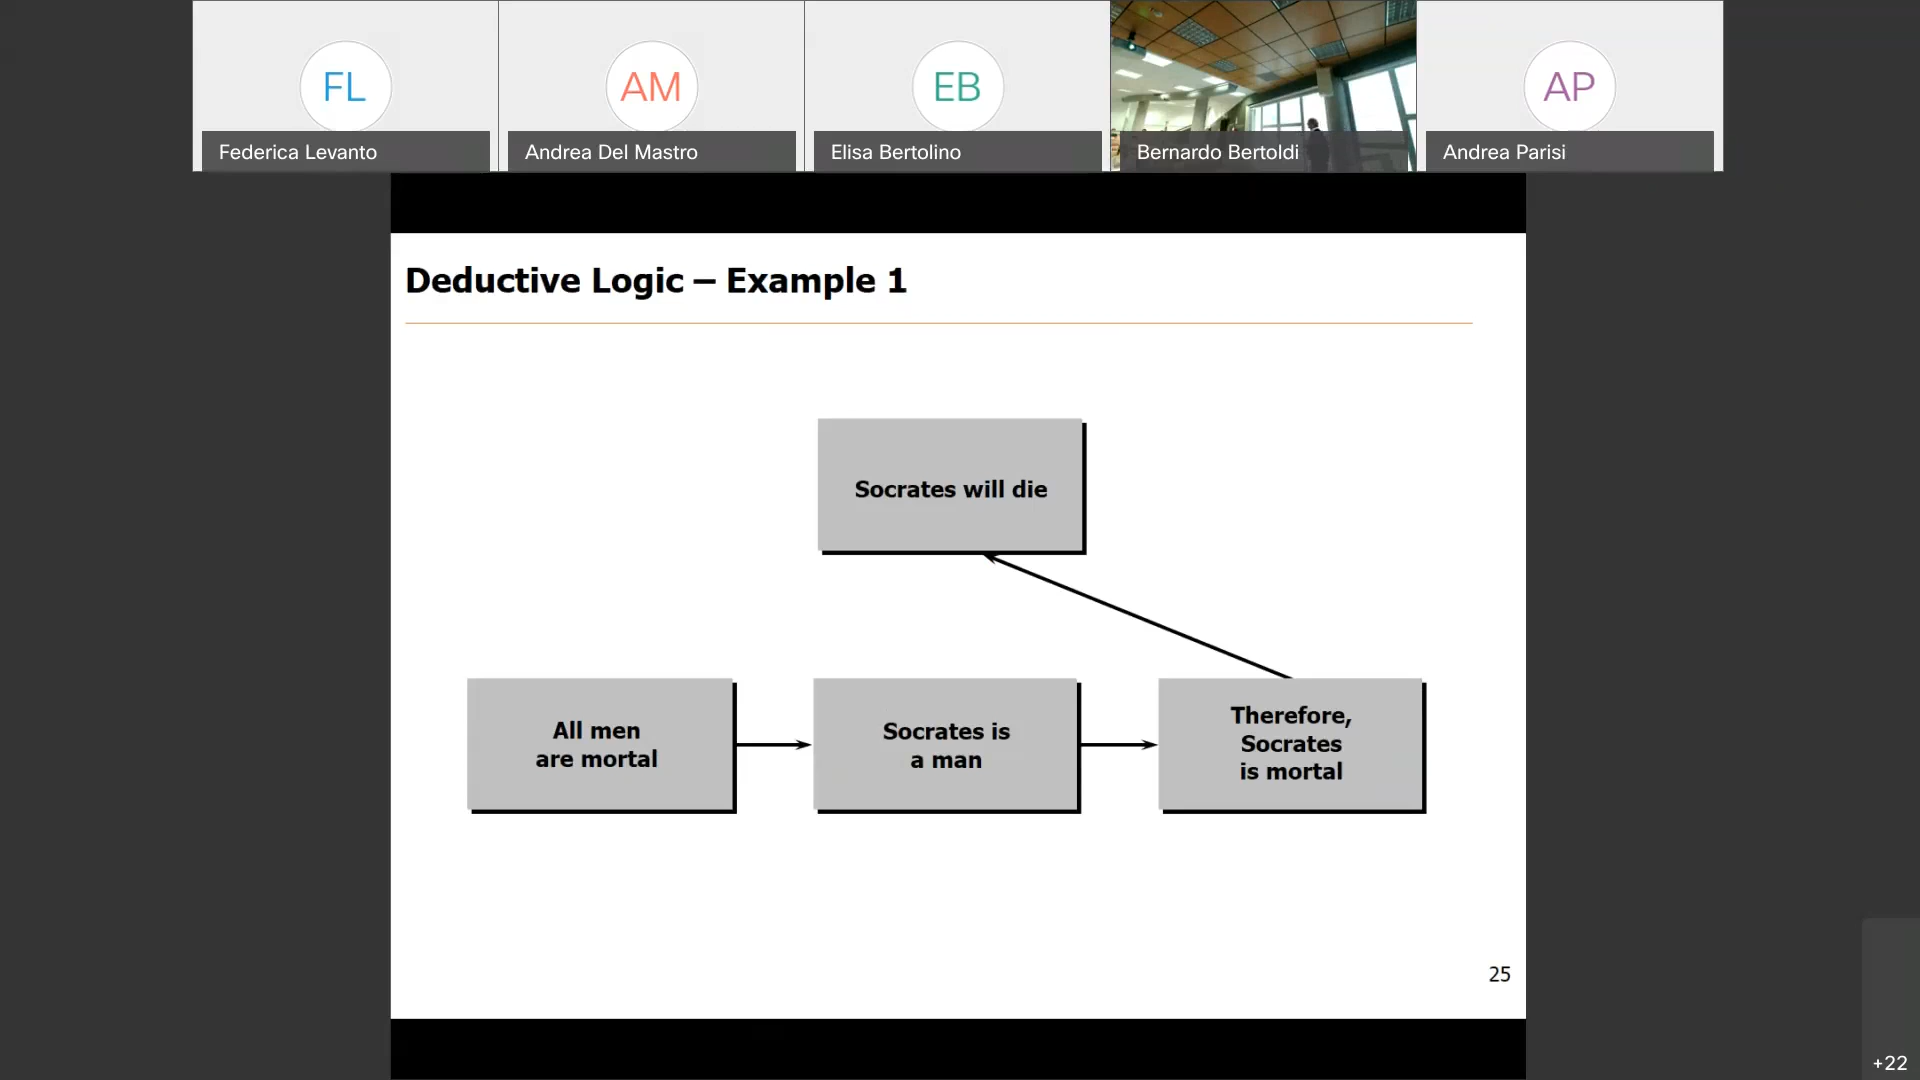 FL
AM
EB
AP
Federica Levanto
Andrea Del Mastro
Elisa Bertolino
Bernardo Bertoldi
Andrea Parisi
Deductive Logic – Example 1
Socrates will die
All men
are mortal
Socrates is
a man
Therefore,
Socrates
is mortal
25
+22